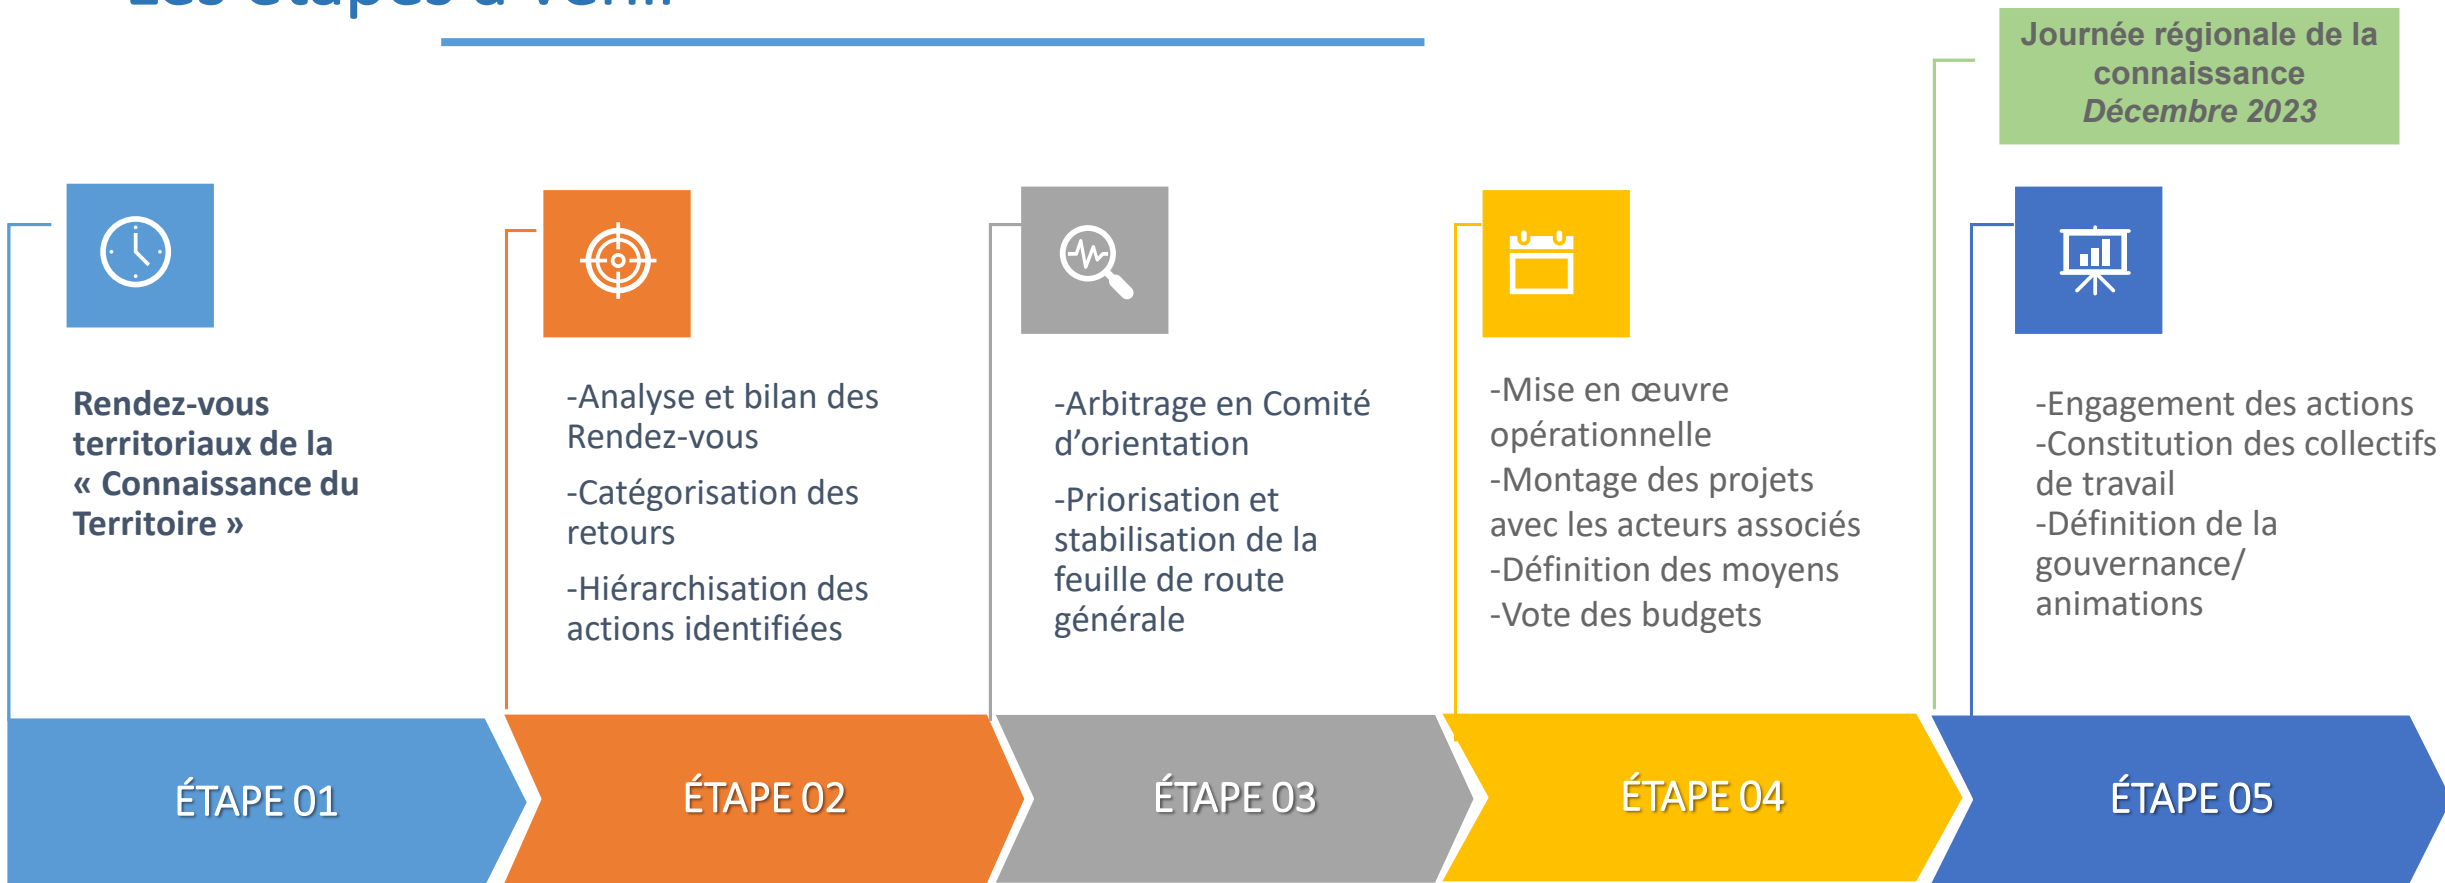 Les étapes à venir
Journée régionale de la
connaissance
Décembre 2023
Rendez-vous
territoriaux de la
« Connaissance du
Territoire »
-Analyse et bilan des
Rendez-vous
-Catégorisation des
retours
-Hiérarchisation des
actions identifiées
-Arbitrage en Comité
d’orientation
-Priorisation et
stabilisation de la
feuille de route
générale
-Mise en œuvre
opérationnelle
-Montage des projets
avec les acteurs associés
-Définition des moyens
-Vote des budgets
-Engagement des actions
-Constitution des collectifs
de travail
-Définition de la
gouvernance/
animations
ÉTAPE 01
ÉTAPE 02
ÉTAPE 03
ÉTAPE 04
ÉTAPE 05